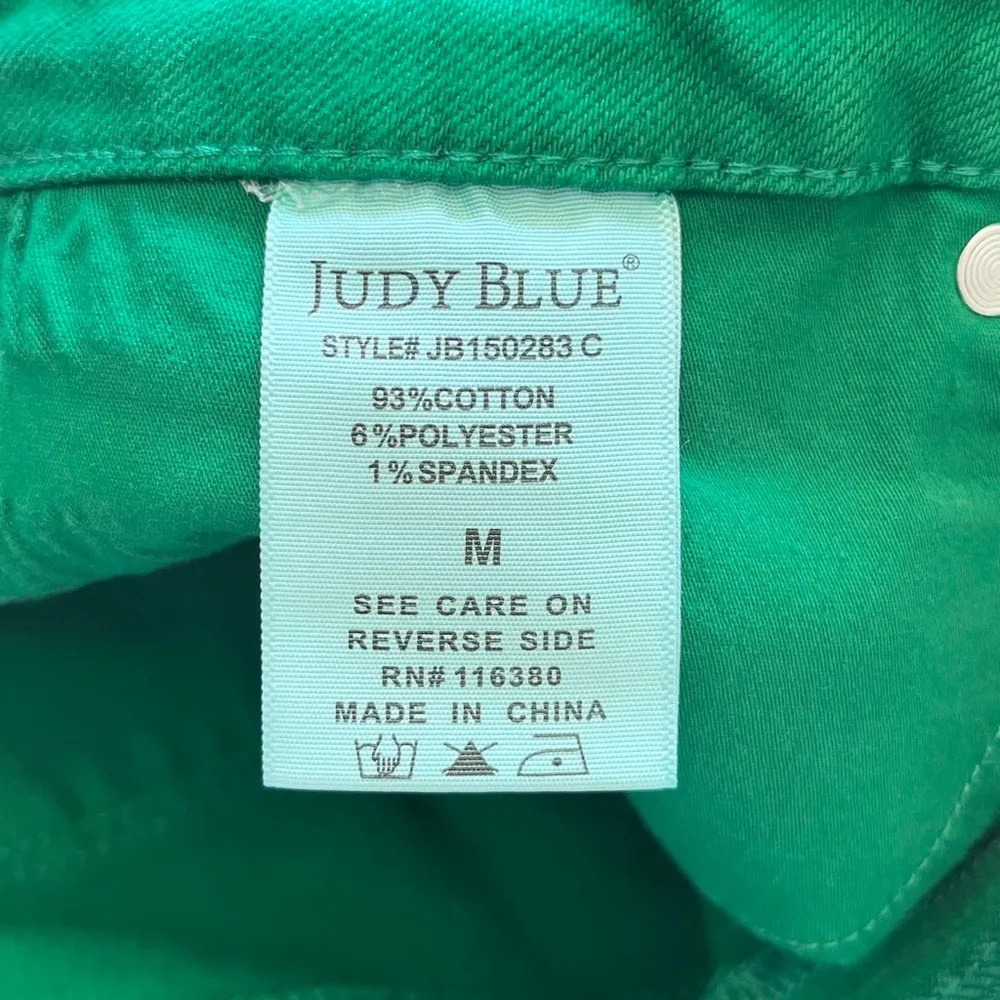 JUDY BLUE®
STYLE# JB150283 C
93%COTTON
6%POLYESTER
1%SPANDEX
M
SEE CARE ON
REVERSE SIDE
RN# 116380
MADE IN CHINA